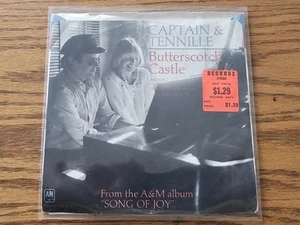 CAPTAIN &
TENNILLE
Butterscotch
Castle
RECORDS
$1.29
$1.29
A&M
From the A&M album
"SONG OF JOY"